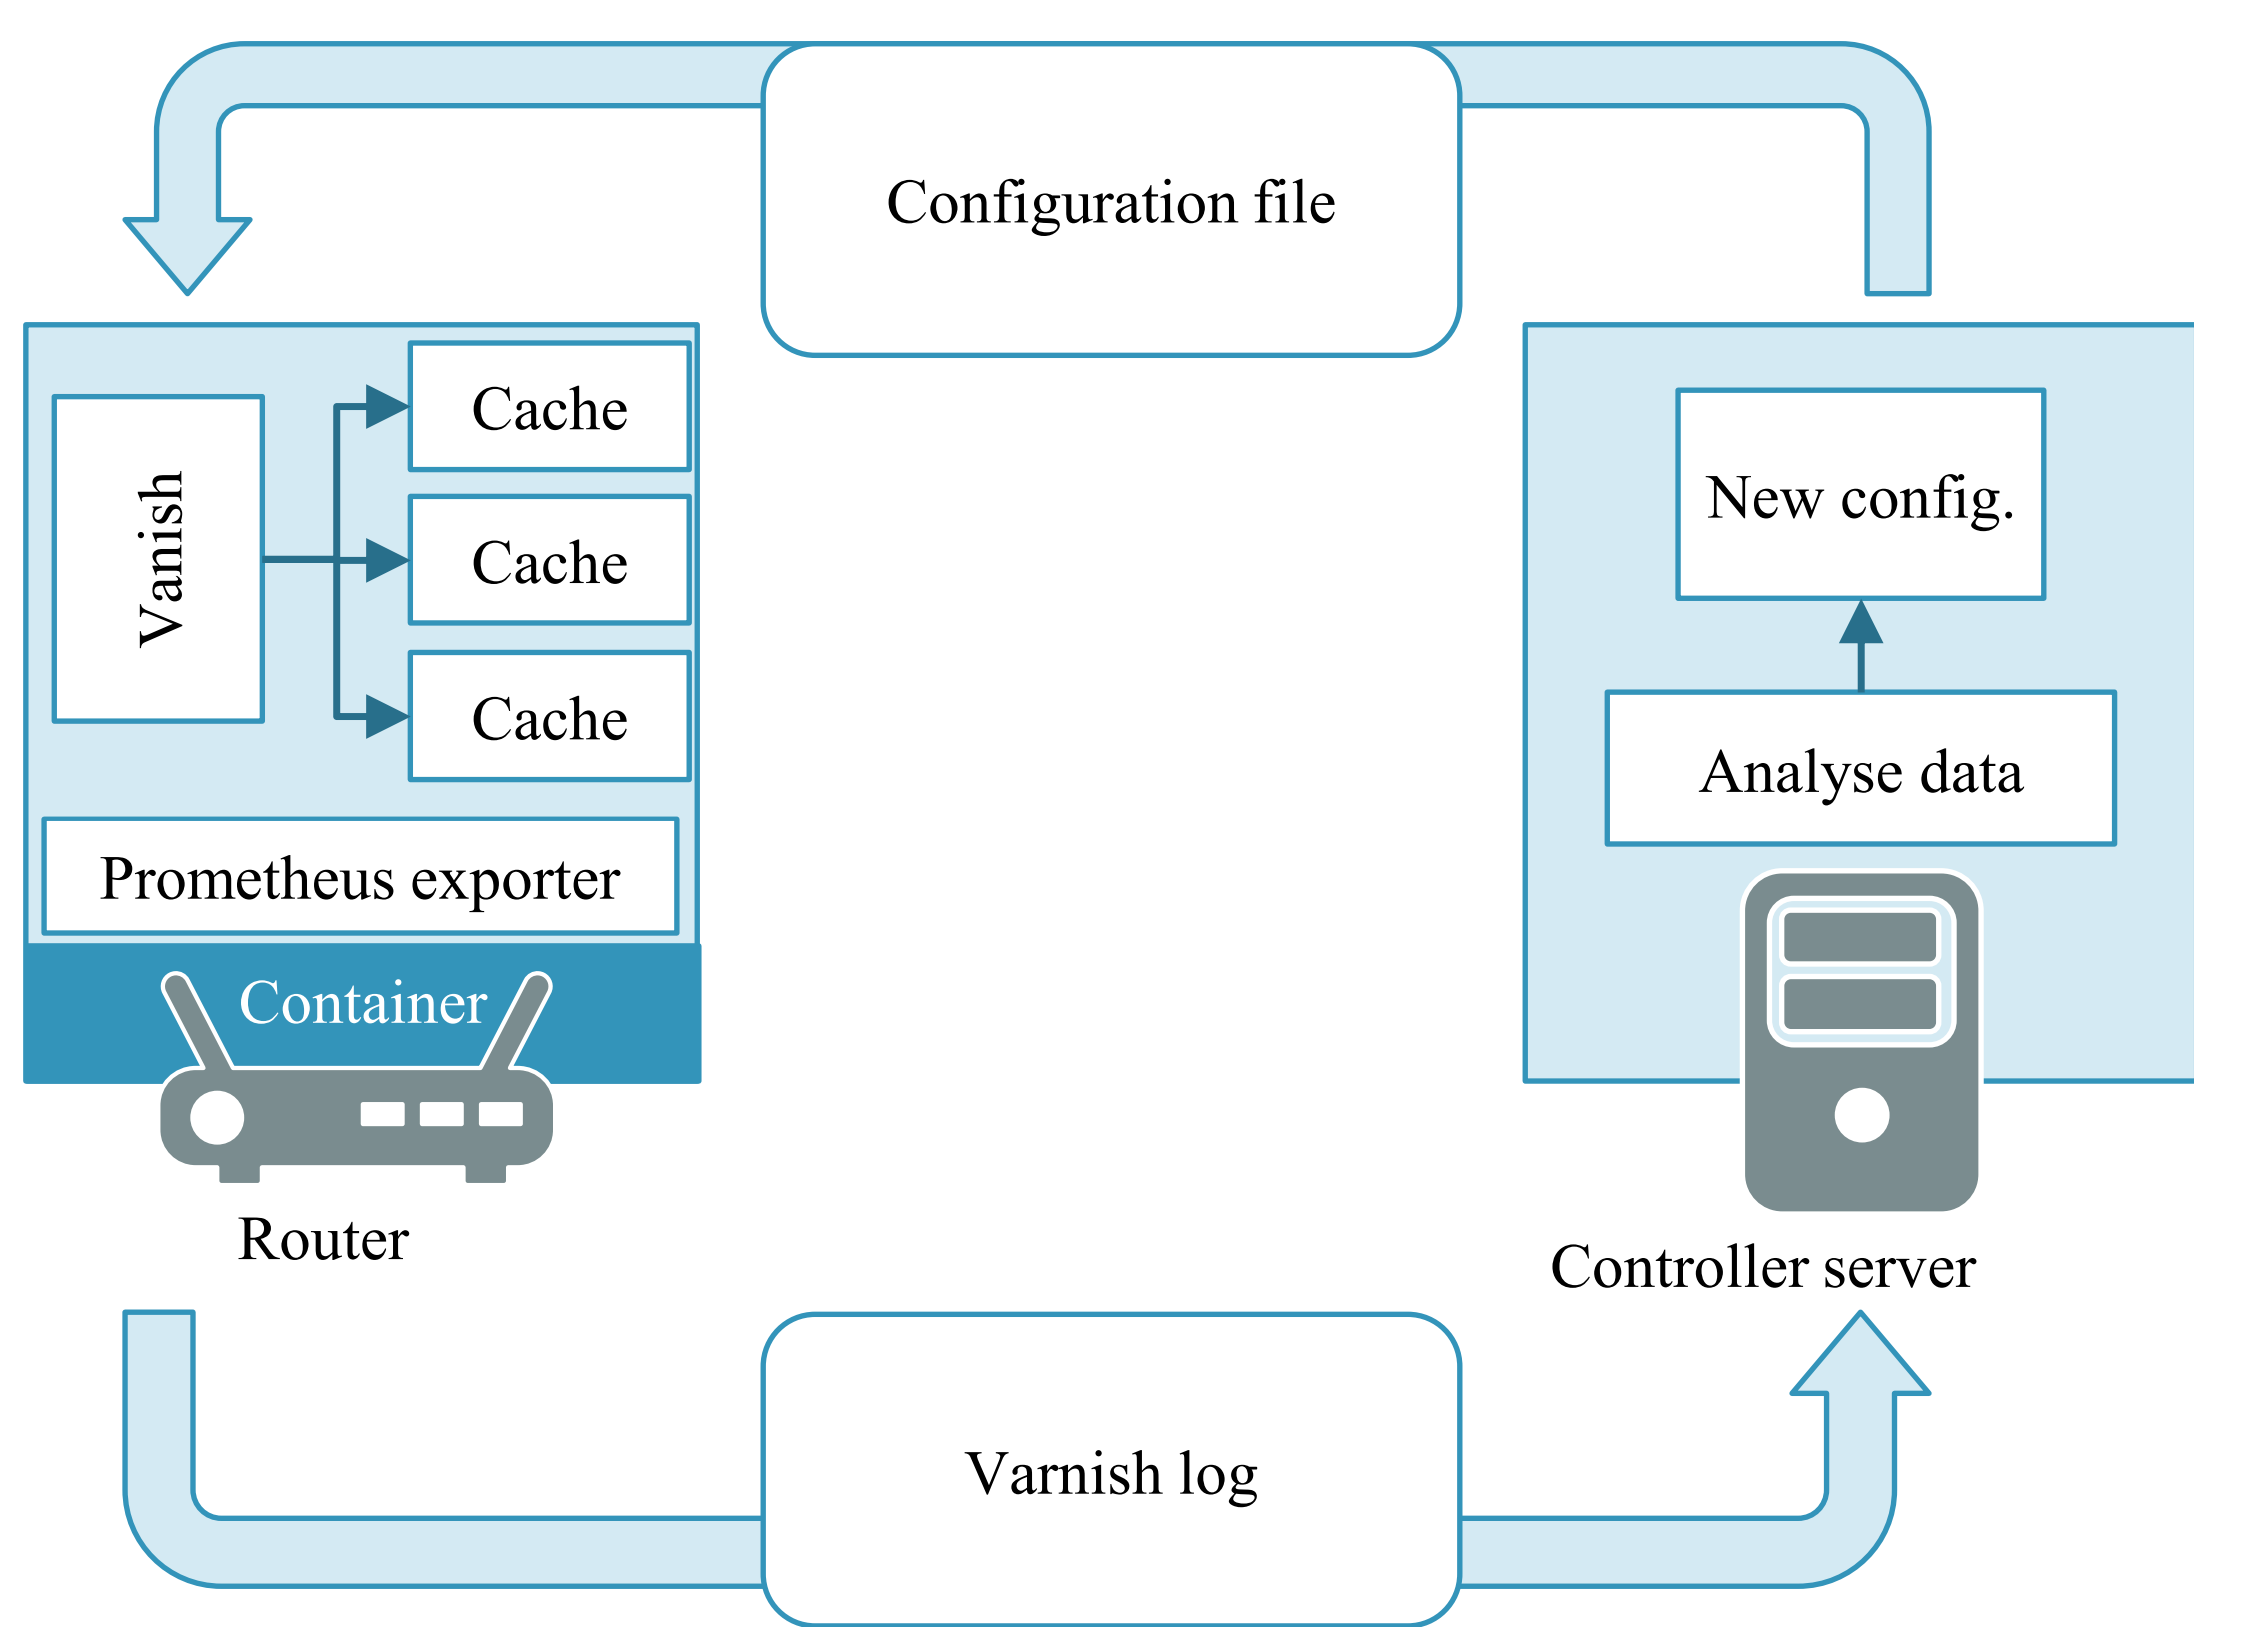 Configuration file
Vanish
Cache
Cache
Cache
Prometheus exporter
Container
Router
New config.
Analyse data
Controller server
Varnish log